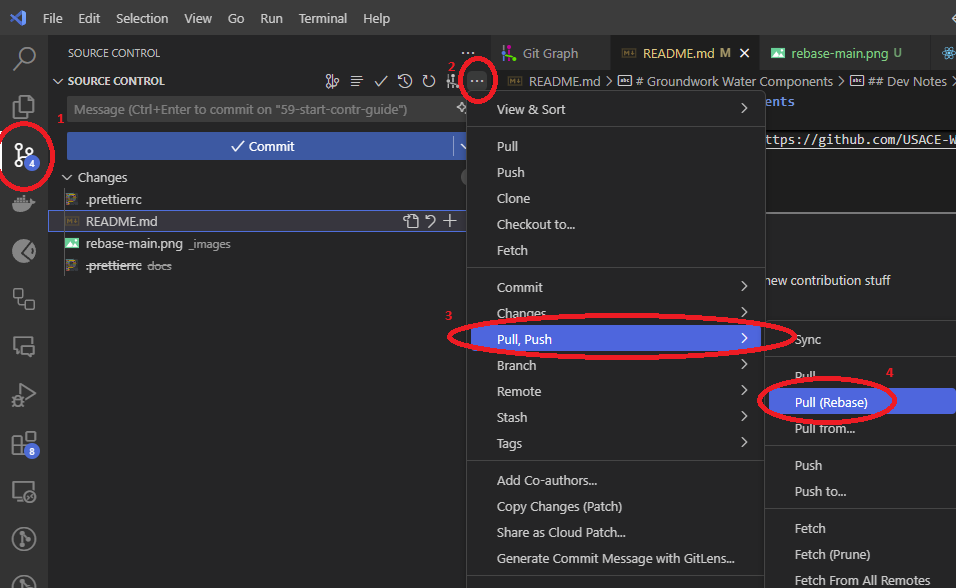 File Edit Selection View Go Run Terminal Help
SOURCE CONTROL ... Git Graph README.md M rebase-main.png U
2
SOURCE CONTROL ... README.md > # Groundwork Water Components > ## Dev Notes >
Message (Ctrl+Enter to commit on "59-start-contr-guide") View & Sort ents
1
Commit Pull ttps://github.com/USACE-W
4
Changes Push
.prettierrc Clone
README.md Checkout to...
rebase-main.png _images Fetch
.prettierrc docs
new contribution stuff
Commit
3 Changes
Pull, Push Sync
Branch Pull 4
Remote Pull (Rebase)
Stash Pull from...
Tags Push
8
Add Co-authors... Push to...
Copy Changes (Patch) Fetch
Share as Cloud Patch... Fetch (Prune)
Generate Commit Message with GitLens... Fetch From All Remotes